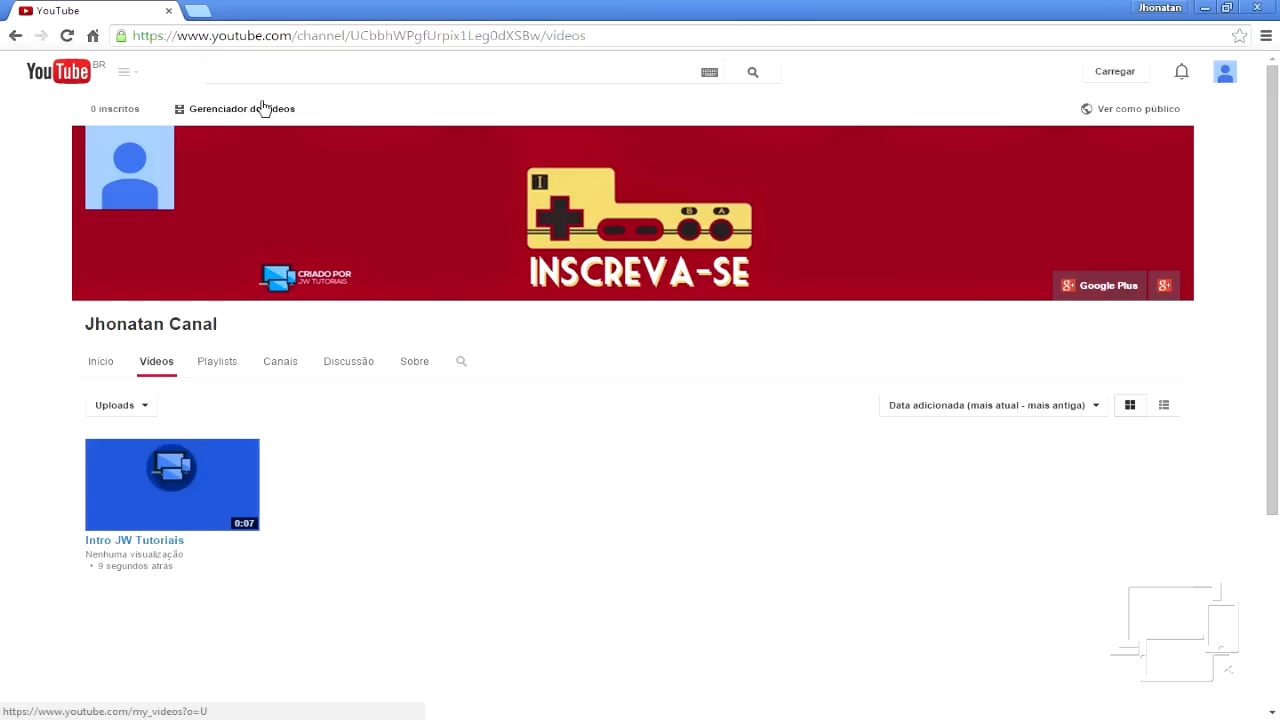 YouTube
Jhonatan
https://www.youtube.com/channel/UCbbhWPgfUrpix1Leg0dXSBw/videos
YouTube BR
Carregar
0 inscritos
Gerenciador de vídeos
Ver como público
I
B A
INSCREVA-SE
CRIADO POR
JW TUTORIAIS
Google Plus
Jhonatan Canal
Início Vídeos Playlists Canais Discussão Sobre
Uploads
Data adicionada (mais atual - mais antiga)
0:07
Intro JW Tutoriais
Nenhuma visualização
• 9 segundos atrás
https://www.youtube.com/my_videos?o=U